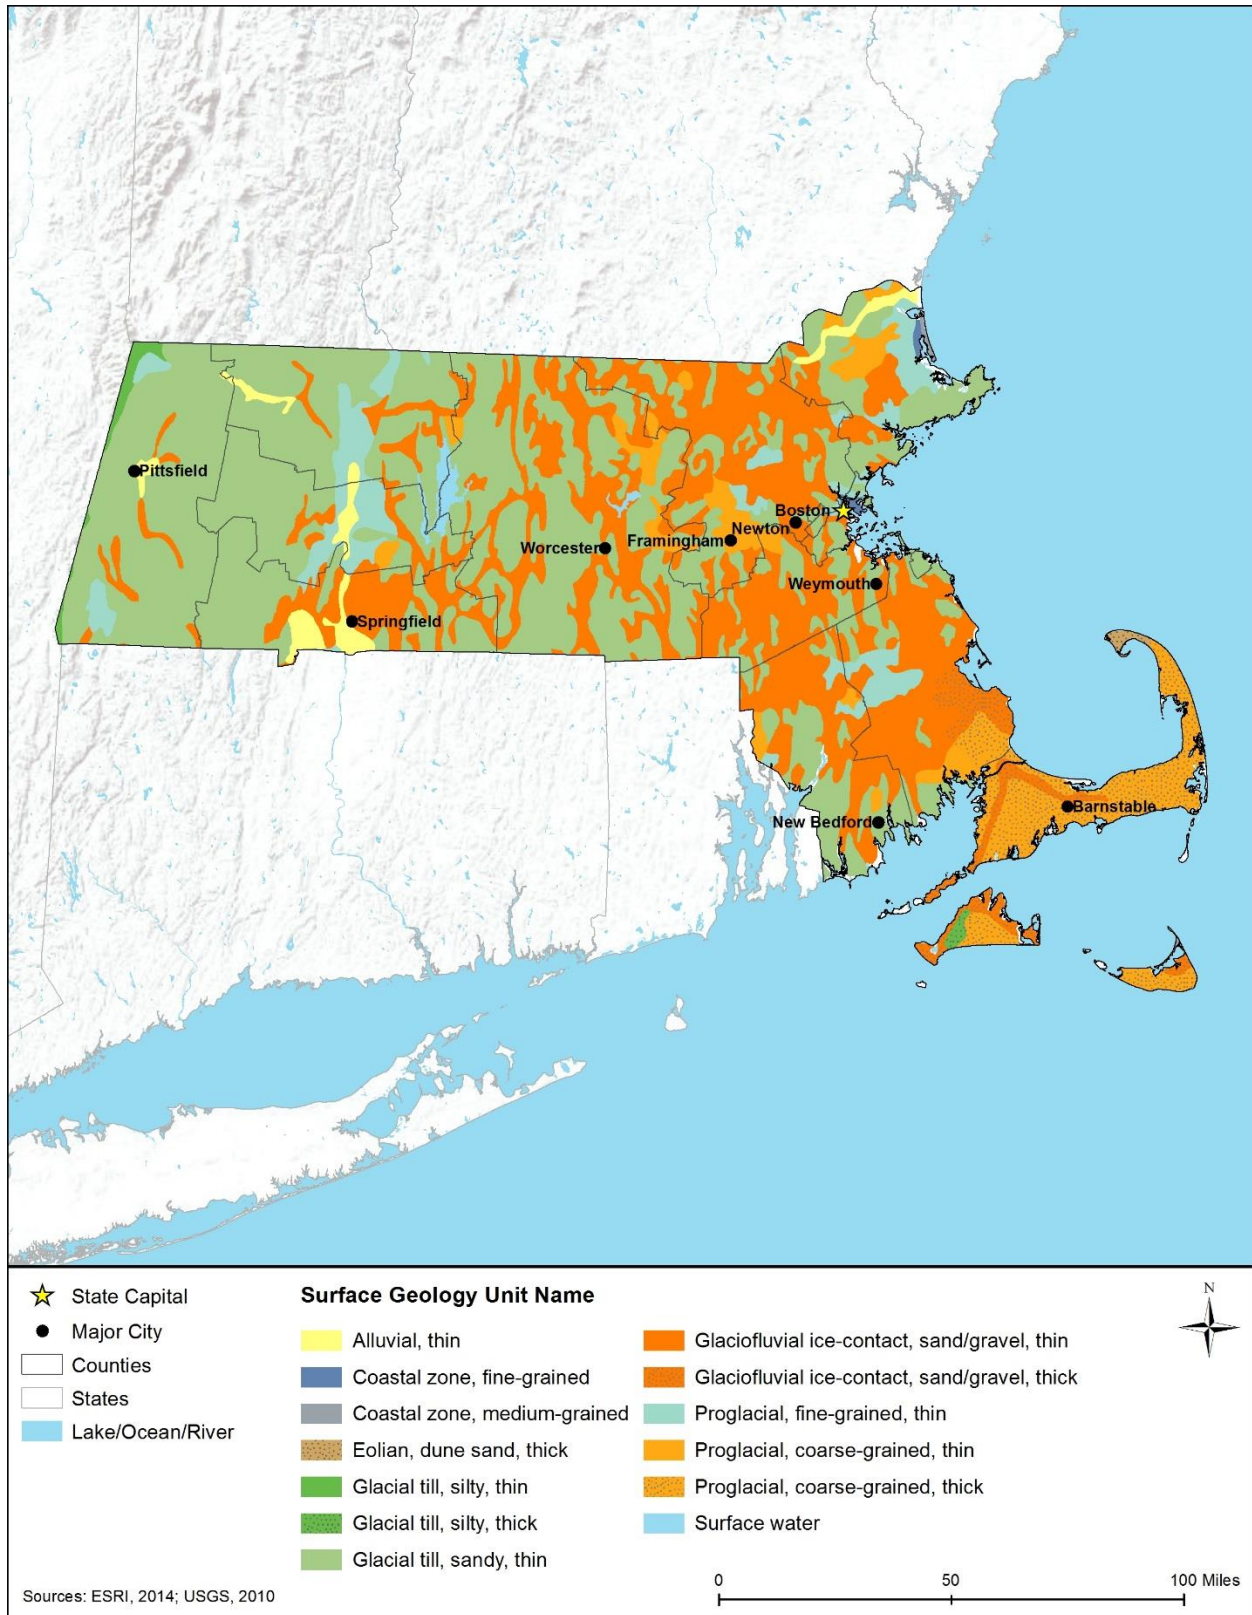 Pittsfield
Boston
Newton
Framingham
Worcester
Weymouth
Springfield
Barnstable
New Bedford
State Capital
Major City
Counties
States
Lake/Ocean/River
Surface Geology Unit Name
Alluvial, thin
Coastal zone, fine-grained
Coastal zone, medium-grained
Eolian, dune sand, thick
Glacial till, silty, thin
Glacial till, silty, thick
Glacial till, sandy, thin
Glaciofluvial ice-contact, sand/gravel, thin
Glaciofluvial ice-contact, sand/gravel, thick
Proglacial, fine-grained, thin
Proglacial, coarse-grained, thin
Proglacial, coarse-grained, thick
Surface water
N
Sources: ESRI, 2014; USGS, 2010
0 50 100 Miles